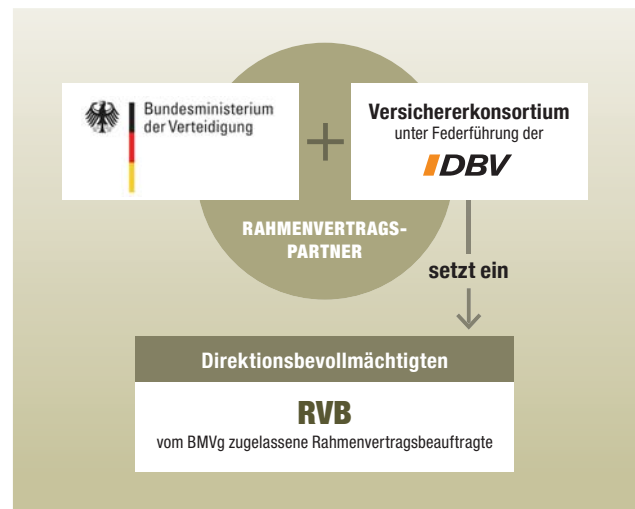 Bundesministerium
der Verteidigung
+
Versichererkonsortium
unter Federführung der
DBV
RAHMENVERTRAGS-
PARTNER
setzt ein
Direktionsbevollmächtigten
RVB
vom BMVg zugelassene Rahmenvertragsbeauftragte